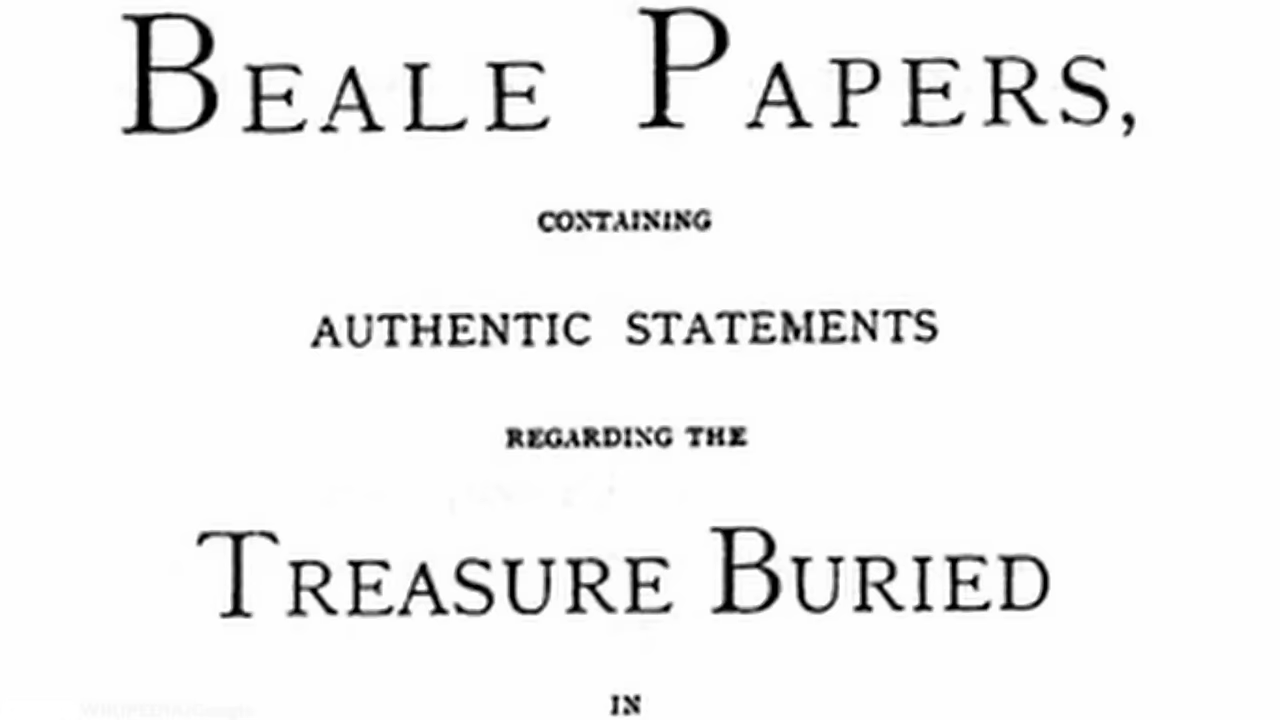 BEALE PAPERS,
CONTAINING
AUTHENTIC STATEMENTS
REGARDING THE
TREASURE BURIED
IN